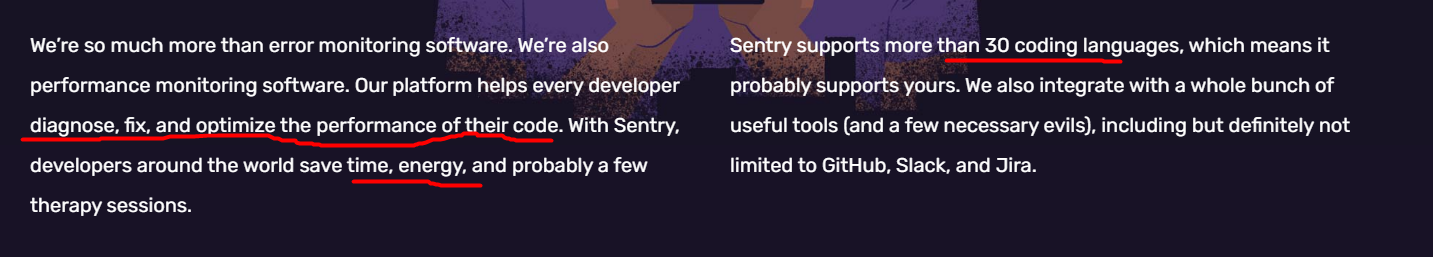 We're so much more than error monitoring software. We're also
performance monitoring software. Our platform helps every developer
diagnose, fix, and optimize the performance of their code. With Sentry,
developers around the world save time, energy, and probably a few
therapy sessions.
Sentry supports more than 30 coding languages, which means it
probably supports yours. We also integrate with a whole bunch of
useful tools (and a few necessary evils), including but definitely not
limited to GitHub, Slack, and Jira.